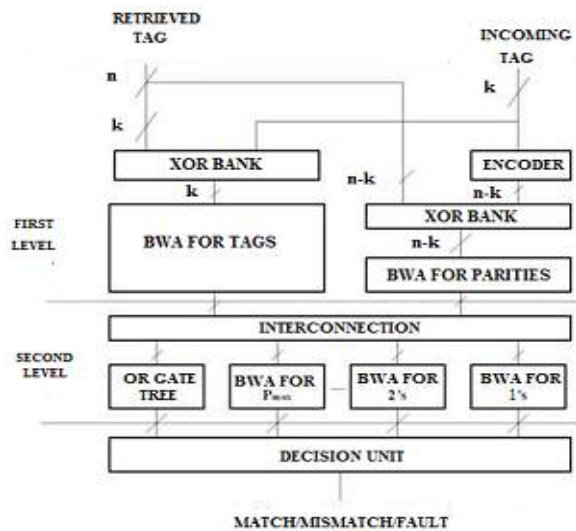 RETRIEVED
TAG
INCOMING
TAG
n
k
k
XOR BANK
ENCODER
k
n-k
n-k
XOR BANK
FIRST
LEVEL
BWA FOR TAGS
n-k
BWA FOR PARITIES
INTERCONNECTION
SECOND
LEVEL
OR GATE
TREE
BWA FOR
Pmax
BWA FOR
2's
BWA FOR
1's
DECISION UNIT
MATCH/MISMATCH/FAULT